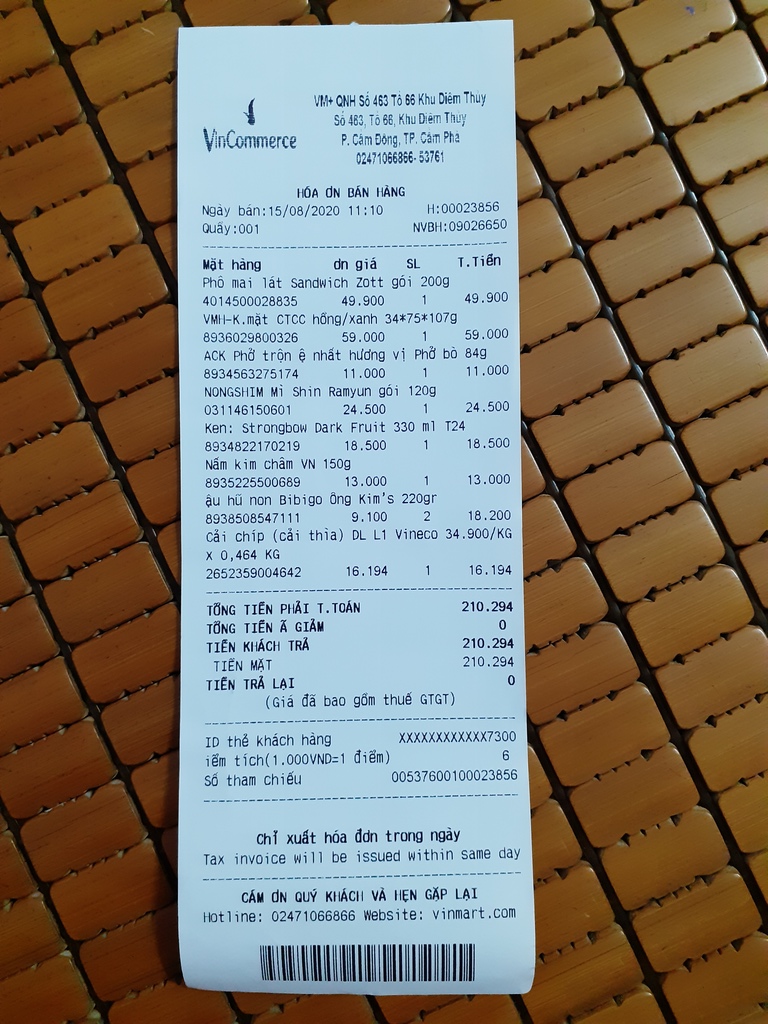 VinCommerce
VM+ QNH Số 463 Tổ 66 Khu Diêm Thủy
Số 463, Tổ 66, Khu Diêm Thủy
P. Cẩm Đông, TP. Cẩm Phả
02471066866- 53761
HÓA ƠN BÁN HÀNG
Ngày bán:15/08/2020 11:10 H:00023856
Quầy:001 NVBH:09026650
Mặt hàng ơn giá SL T.Tiền
Phô mai lát Sandwich Zott gói 200g
4014500028835 49.900 1 49.900
VMH-K.mặt CTCC hồng/xanh 34*75*107g
8936029800326 59.000 1 59.000
ACK Phở trộn ệ nhất hương vị Phở bò 84g
8934563275174 11.000 1 11.000
NONGSHIM Mì Shin Ramyun gói 120g
031146150601 24.500 1 24.500
Ken: Strongbow Dark Fruit 330 ml T24
8934822170219 18.500 1 18.500
Nấm kim châm VN 150g
8935225500689 13.000 1 13.000
ậu hũ non Bibigo Ông Kim's 220gr
8938508547111 9.100 2 18.200
Cải chíp (cải thìa) DL L1 Vineco 34.900/KG
x 0,464 KG
2652359004642 16.194 1 16.194
TỔNG TIỀN PHẢI T.TOÁN 210.294
TỔNG TIỀN Ã GIẢM 0
TIỀN KHÁCH TRẢ 210.294
TIỀN MẶT 210.294
TIỀN TRẢ LẠI 0
(Giá đã bao gồm thuế GTGT)
ID thẻ khách hàng XXXXXXXXXXXX7300
iểm tích(1.000VND=1 điểm) 6
Số tham chiếu 00537600100023856
Chỉ xuất hóa đơn trong ngày
Tax invoice will be issued within same day
CẢM ƠN QUÝ KHÁCH VÀ HẸN GẶP LẠI
Hotline: 02471066866 Website: vinmart.com